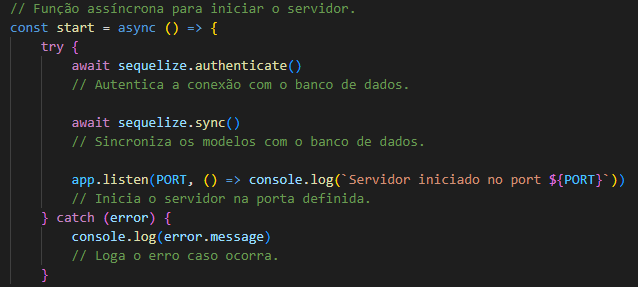 // Função assíncrona para iniciar o servidor.
const start = async () => {
    try {
        await sequelize.authenticate()
        // Autentica a conexão com o banco de dados.

        await sequelize.sync()
        // Sincroniza os modelos com o banco de dados.

        app.listen(PORT, () => console.log(`Servidor iniciado no port ${PORT}`))
        // Inicia o servidor na porta definida.
    } catch (error) {
        console.log(error.message)
        // Loga o erro caso ocorra.
    }